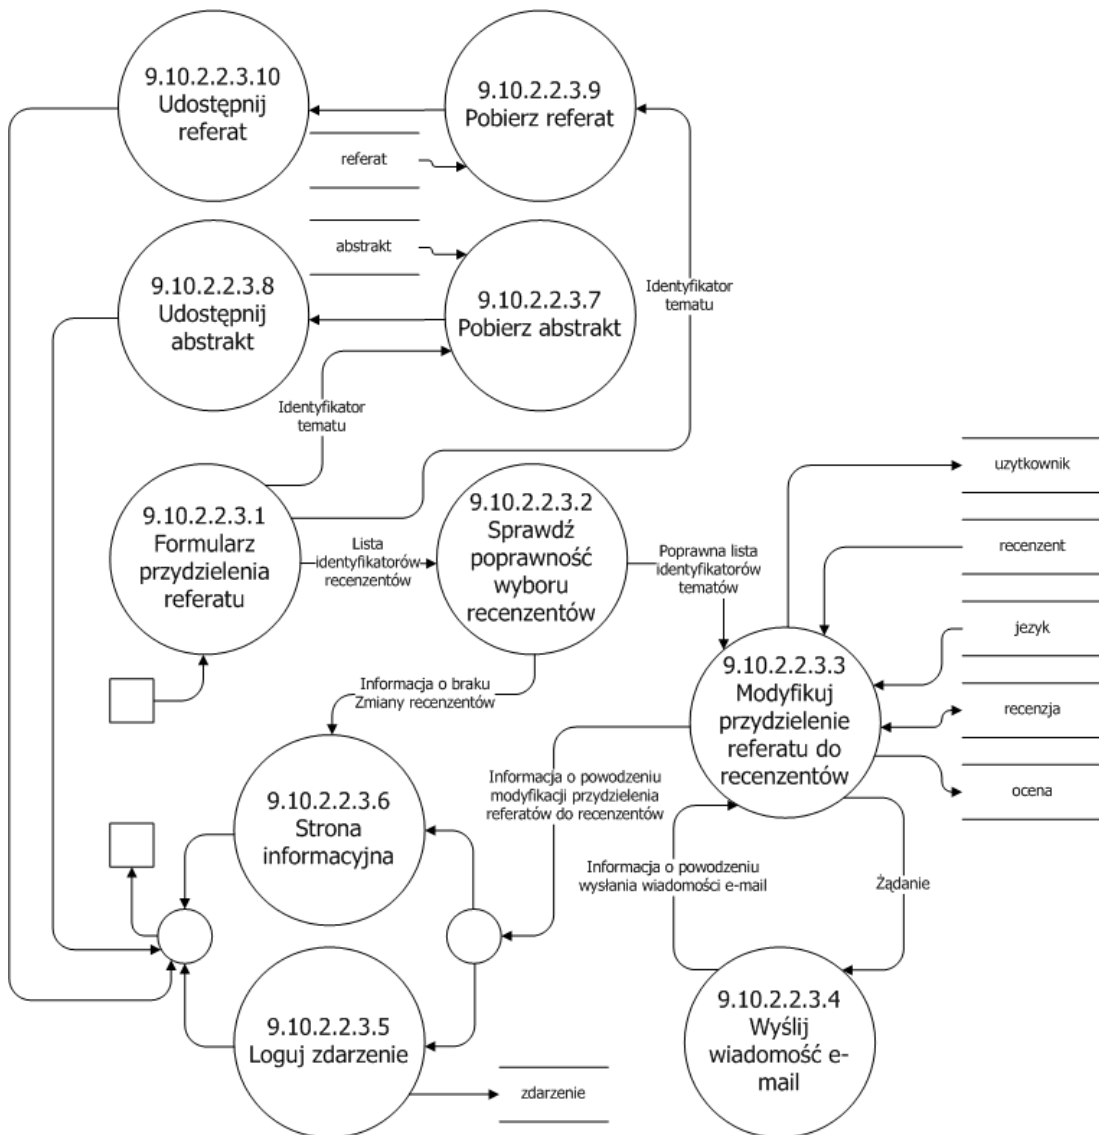 9.10.2.2.3.10
Udostępnij
referat
9.10.2.2.3.9
Pobierz referat
referat
abstrakt
9.10.2.2.3.8
Udostępnij
abstrakt
9.10.2.2.3.7
Pobierz abstrakt
Identyfikator
tematu
Identyfikator
tematu
9.10.2.2.3.1
Formularz
przydzielenia
referatu
Lista
identyfikatorów
recenzentów
9.10.2.2.3.2
Sprawdź
poprawność
wyboru
recenzentów
Poprawna lista
identyfikatorów
tematów
uzytkownik
recenzent
jezyk
recenzja
ocena
9.10.2.2.3.3
Modyfikuj
przydzielenie
referatu do
recenzentów
Informacja o braku
Zmiany recenzentów
9.10.2.2.3.6
Strona
informacyjna
Informacja o powodzeniu
modyfikacji przydzielenia
referatów do recenzentów
Informacja o powodzeniu
wysłania wiadomości e-mail
Żądanie
9.10.2.2.3.5
Loguj zdarzenie
zdarzenie
9.10.2.2.3.4
Wyślij
wiadomość e-
mail